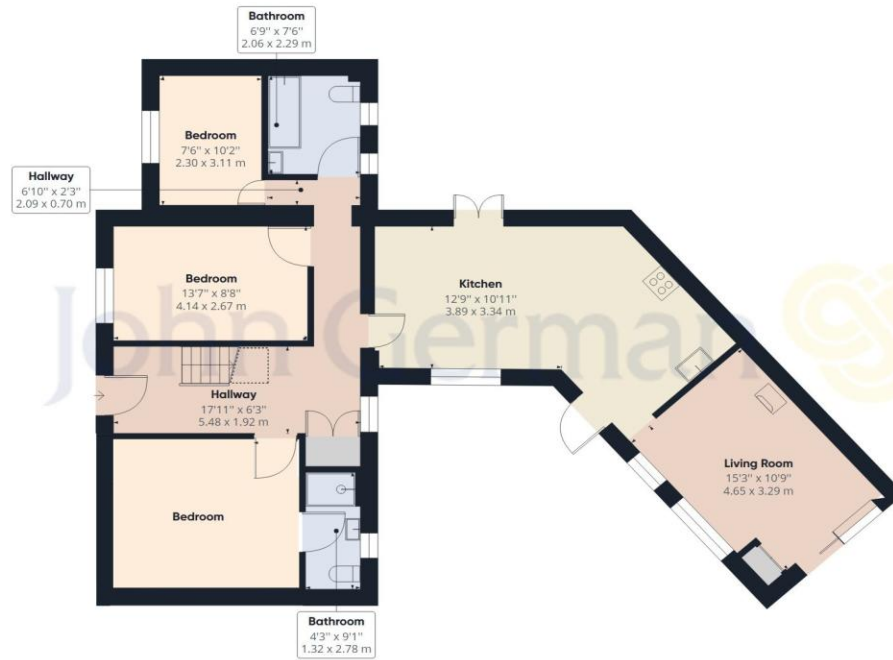 Bathroom
6'9" x 7'6"
2.06 x 2.29 m
Bedroom
7'6" x 10'2"
2.30 x 3.11 m
Hallway
6'10" x 2'3"
2.09 x 0.70 m
Bedroom
13'7" x 8'8"
4.14 x 2.67 m
Kitchen
12'9" x 10'11"
3.89 x 3.34 m
John German
Hallway
17'11" x 6'3"
5.48 x 1.92 m
Living Room
15'3" x 10'9"
4.65 x 3.29 m
Bedroom
Bathroom
4'3" x 9'1"
1.32 x 2.78 m